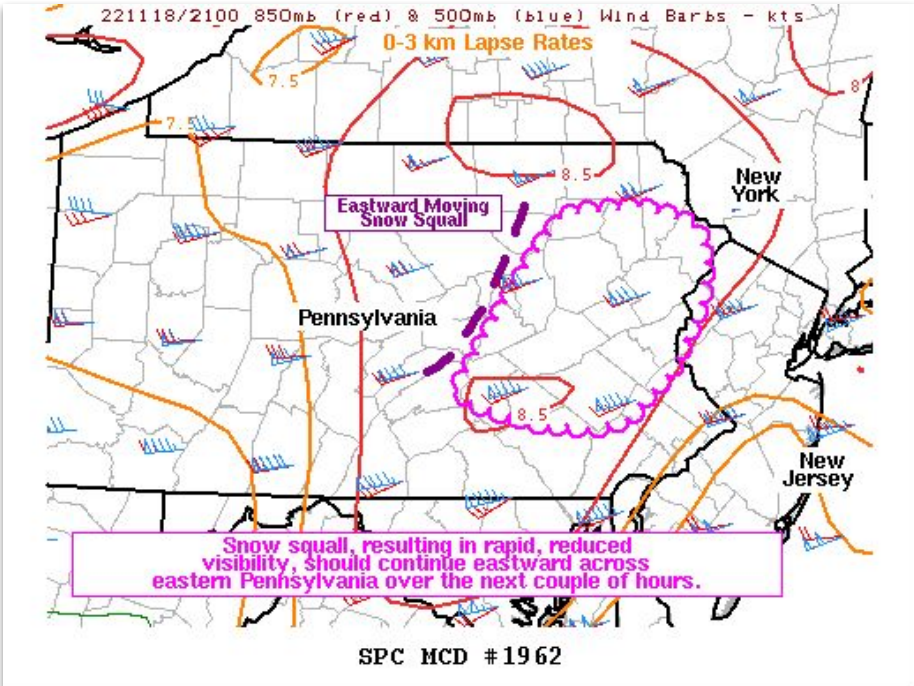 221118/2100 850mb (red) & 500mb (blue) Wind Barbs - kts
0-3 km Lapse Rates
7.5
8
7.5
8.5
New
York
Eastward Moving
Snow Squall
Pennsylvania
8.5
New
Jersey
Snow squall, resulting in rapid, reduced
visibility, should continue eastward across
eastern Pennsylvania over the next couple of hours.
SPC MCD #1962